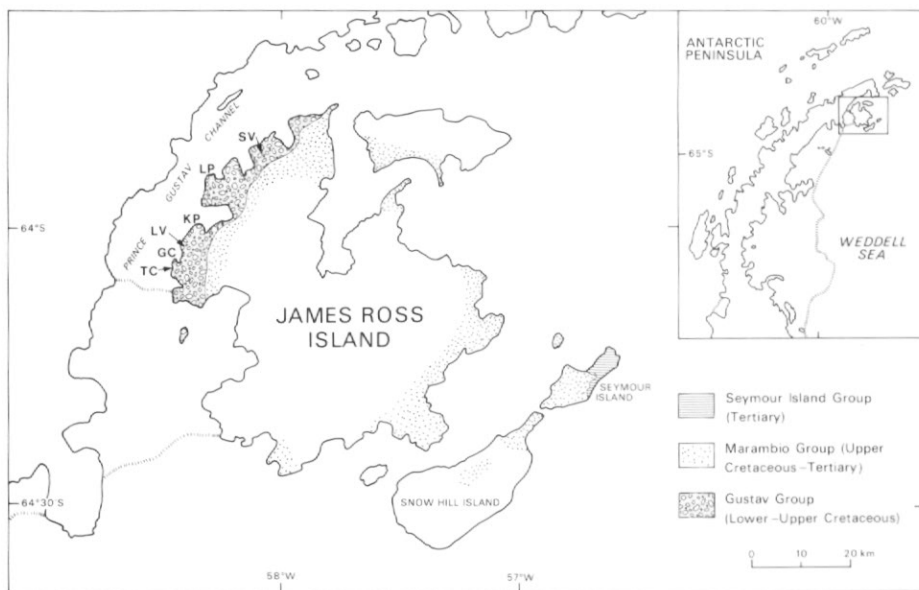 60°W
ANTARCTIC
PENINSULA
65°S
WEDDELL
SEA
SV
CHANNEL
LP
GUSTAV
KP
64°S
LV
PRINCE
GC
TC
JAMES ROSS
ISLAND
SEYMOUR
ISLAND
Seymour Island Group
(Tertiary)
Marambio Group (Upper
Cretaceous–Tertiary)
64°30'S
SNOW HILL ISLAND
Gustav Group
(Lower–Upper Cretaceous)
0 10 20 km
58°W
57°W